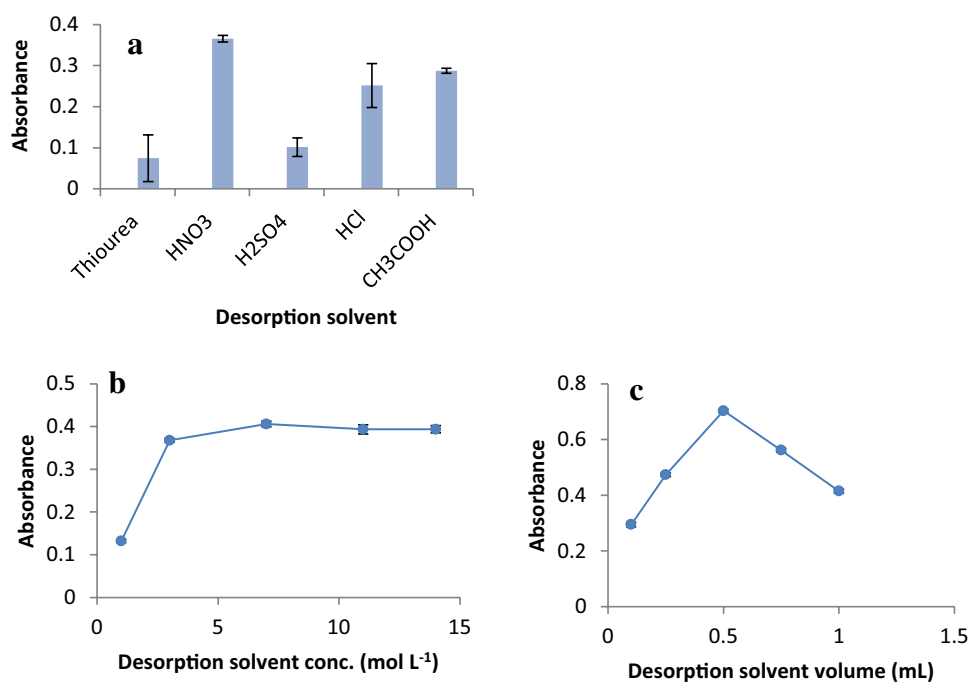 a
Absorbance
0.4
0.3
0.2
0.1
0
Thiourea
HNO3
H2SO4
HCl
CH3COOH
Desorption solvent
b
Absorbance
0.5
0.4
0.3
0.2
0.1
0
0 5 10 15
Desorption solvent conc. (mol L-1)
c
Absorbance
0.8
0.6
0.4
0.2
0
0 0.5 1 1.5
Desorption solvent volume (mL)